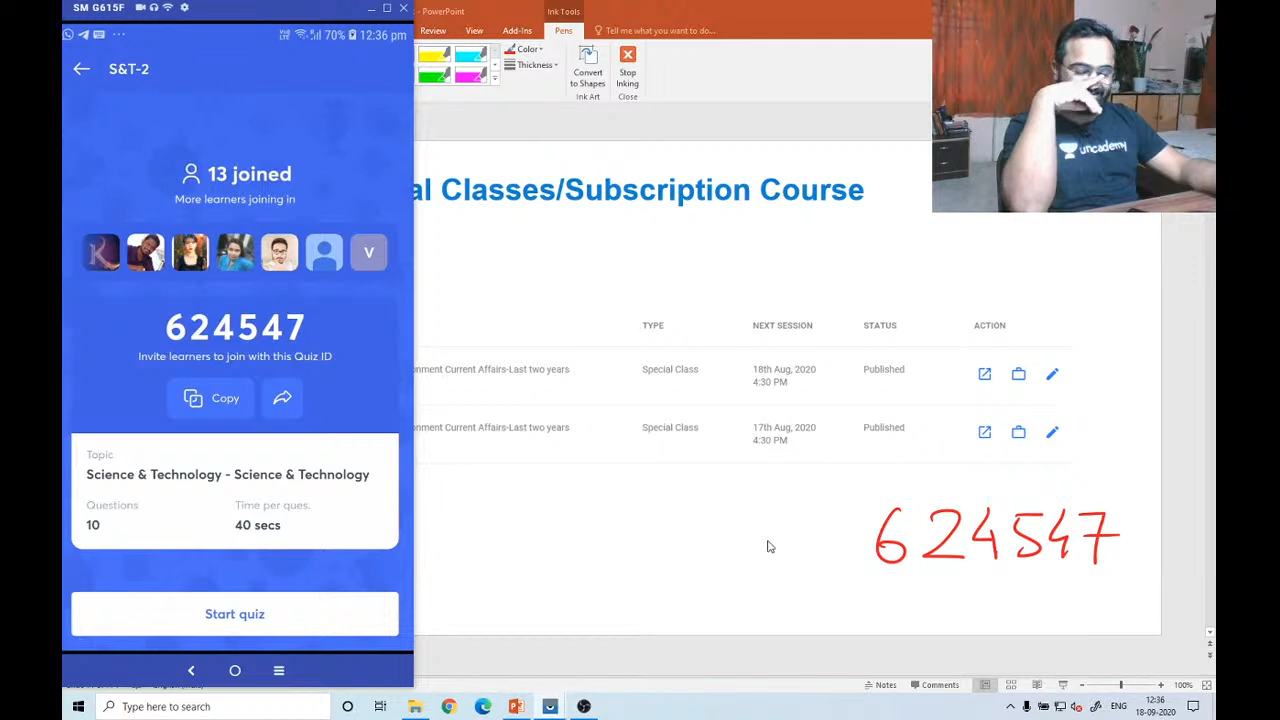 SM G615F
70% 12:36 pm
S&T-2
13 joined
More learners joining in
V
624547
Invite learners to join with this Quiz ID
Copy
Topic
Science & Technology - Science & Technology
Questions
Time per ques.
10
40 secs
Start quiz
- PowerPoint
Ink Tools
Review View Add-Ins Pens Tell me what you want to do...
Color
Thickness
Convert to Shapes
Stop Inking
Ink Art
Close
al Classes/Subscription Course
TYPE NEXT SESSION STATUS ACTION
onment Current Affairs-Last two years Special Class 18th Aug, 2020 Published
4:30 PM
onment Current Affairs-Last two years Special Class 17th Aug, 2020 Published
4:30 PM
624547
uncademy
Notes Comments 100%
Type here to search
ENG
12:36
18-09-2020